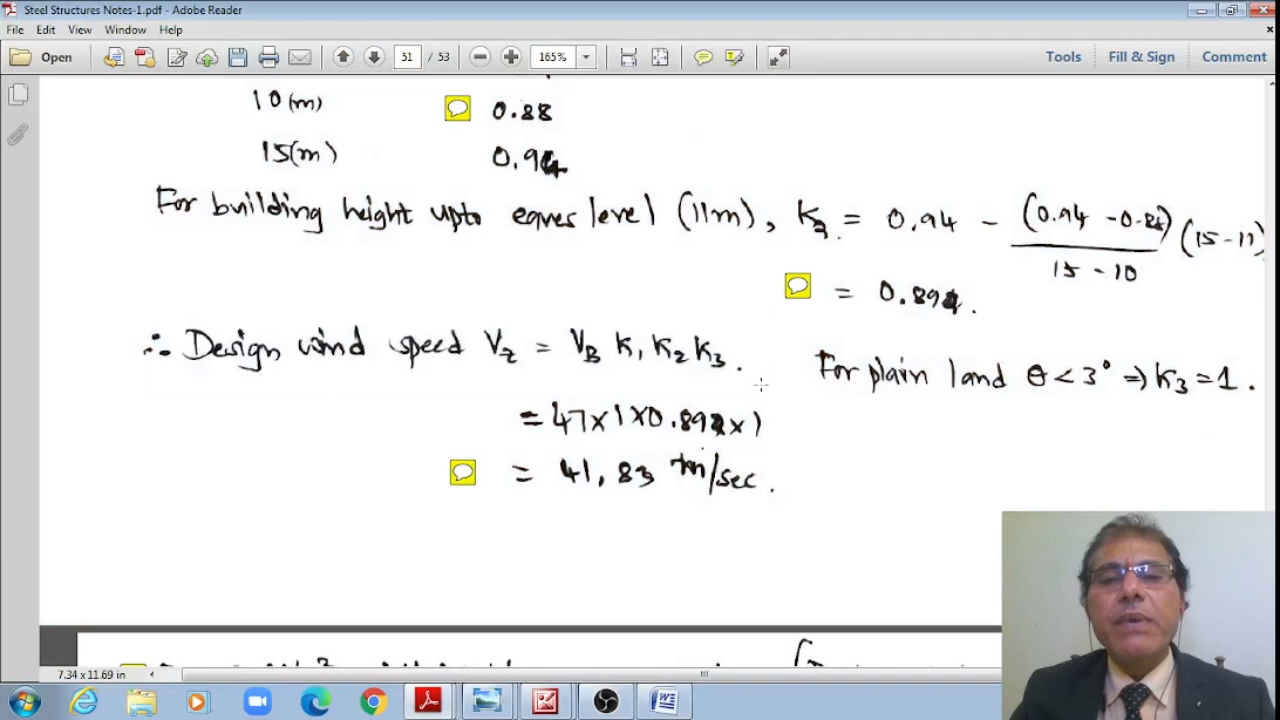 Steel Structures Notes-1.pdf - Adobe Reader
File Edit View Window Help
Open 51 / 53 165% Tools Fill & Sign Comment
10(m) 0.88
15(m) 0.94
For building height upto eaves level (11m), K2 = 0.94 - (0.94 - 0.88) (15-11)
15 - 10
= 0.892.
∴ Design wind speed Vz = VB K1 K2 K3.
For plain land θ < 3° ⇒ K3 = 1.
= 47 x 1 x 0.892 x 1
= 41.83 m/sec.
7.34 x 11.69 in